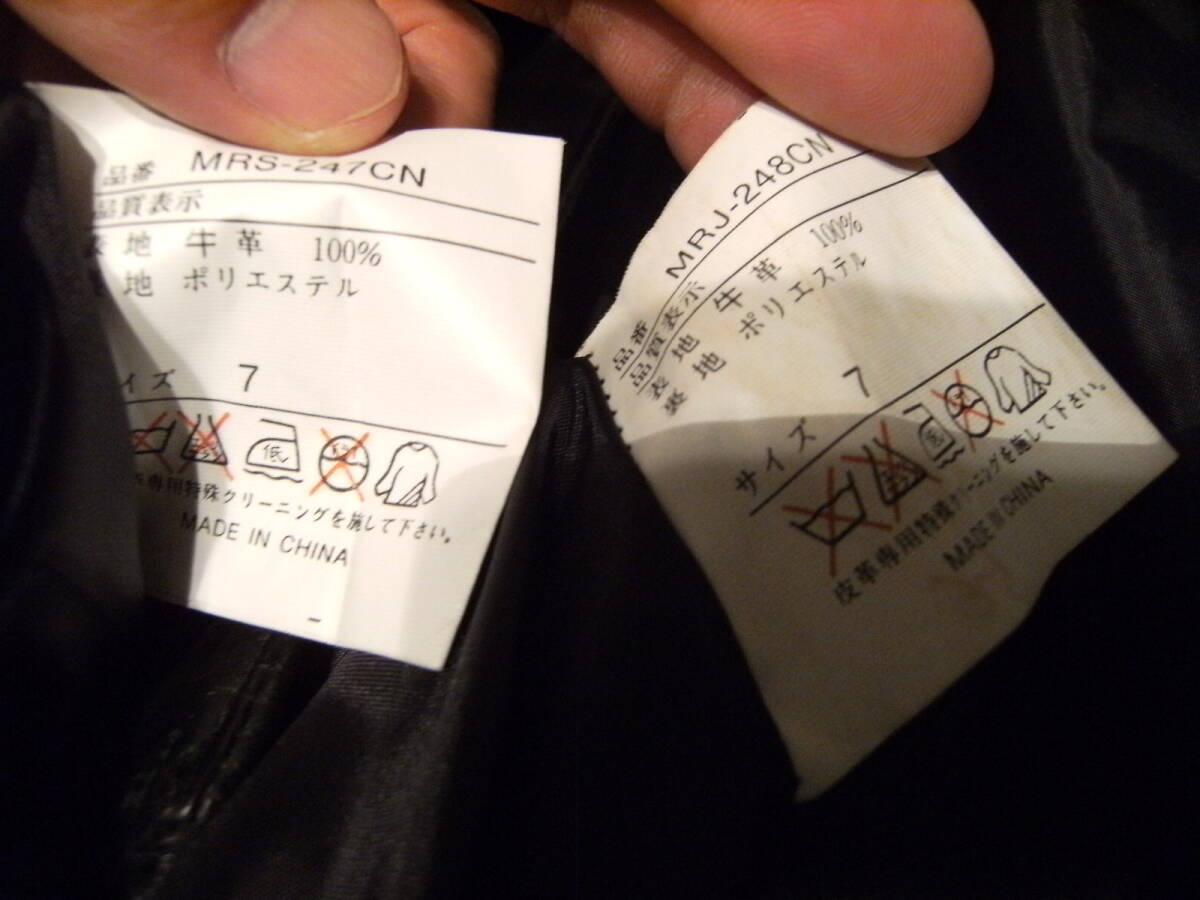 品番 MRS-247CN
品質表示
表地 牛革 100%
地 ポリエステル
イズ 7
低
専用特殊クリーニングを施して下さい。
MADE IN CHINA
-
品番 MRJ-248CN
品質表示
表地 牛革 100%
裏地 ポリエステル
サイズ 7
低
皮革専用特殊クリーニングを施して下さい。
MADE IN CHINA